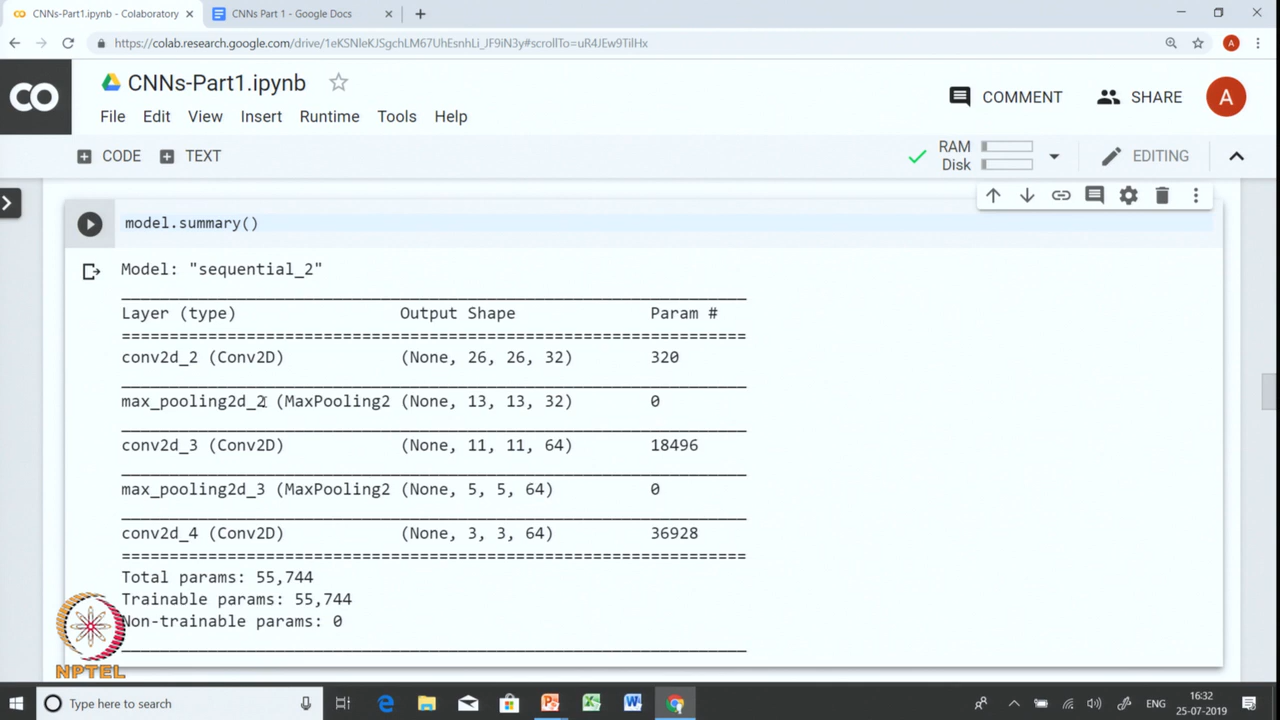 CNNs-Part1.ipynb - Colaboratory
CNNs Part 1 - Google Docs
https://colab.research.google.com/drive/1eKSNleKJSgchLM67UhEsnhLi_JF9iN3y#scrollTo=uR4JEw9TilHx
A
CO
CNNs-Part1.ipynb
COMMENT
SHARE
A
File Edit View Insert Runtime Tools Help
CODE TEXT
RAM
Disk
EDITING
model.summary()
Model: "sequential_2"
Layer (type) Output Shape Param #
conv2d_2 (Conv2D) (None, 26, 26, 32) 320
max_pooling2d_2 (MaxPooling2 (None, 13, 13, 32) 0
conv2d_3 (Conv2D) (None, 11, 11, 64) 18496
max_pooling2d_3 (MaxPooling2 (None, 5, 5, 64) 0
conv2d_4 (Conv2D) (None, 3, 3, 64) 36928
Total params: 55,744
Trainable params: 55,744
Non-trainable params: 0
NPTEL
Type here to search
ENG
16:32
25-07-2019